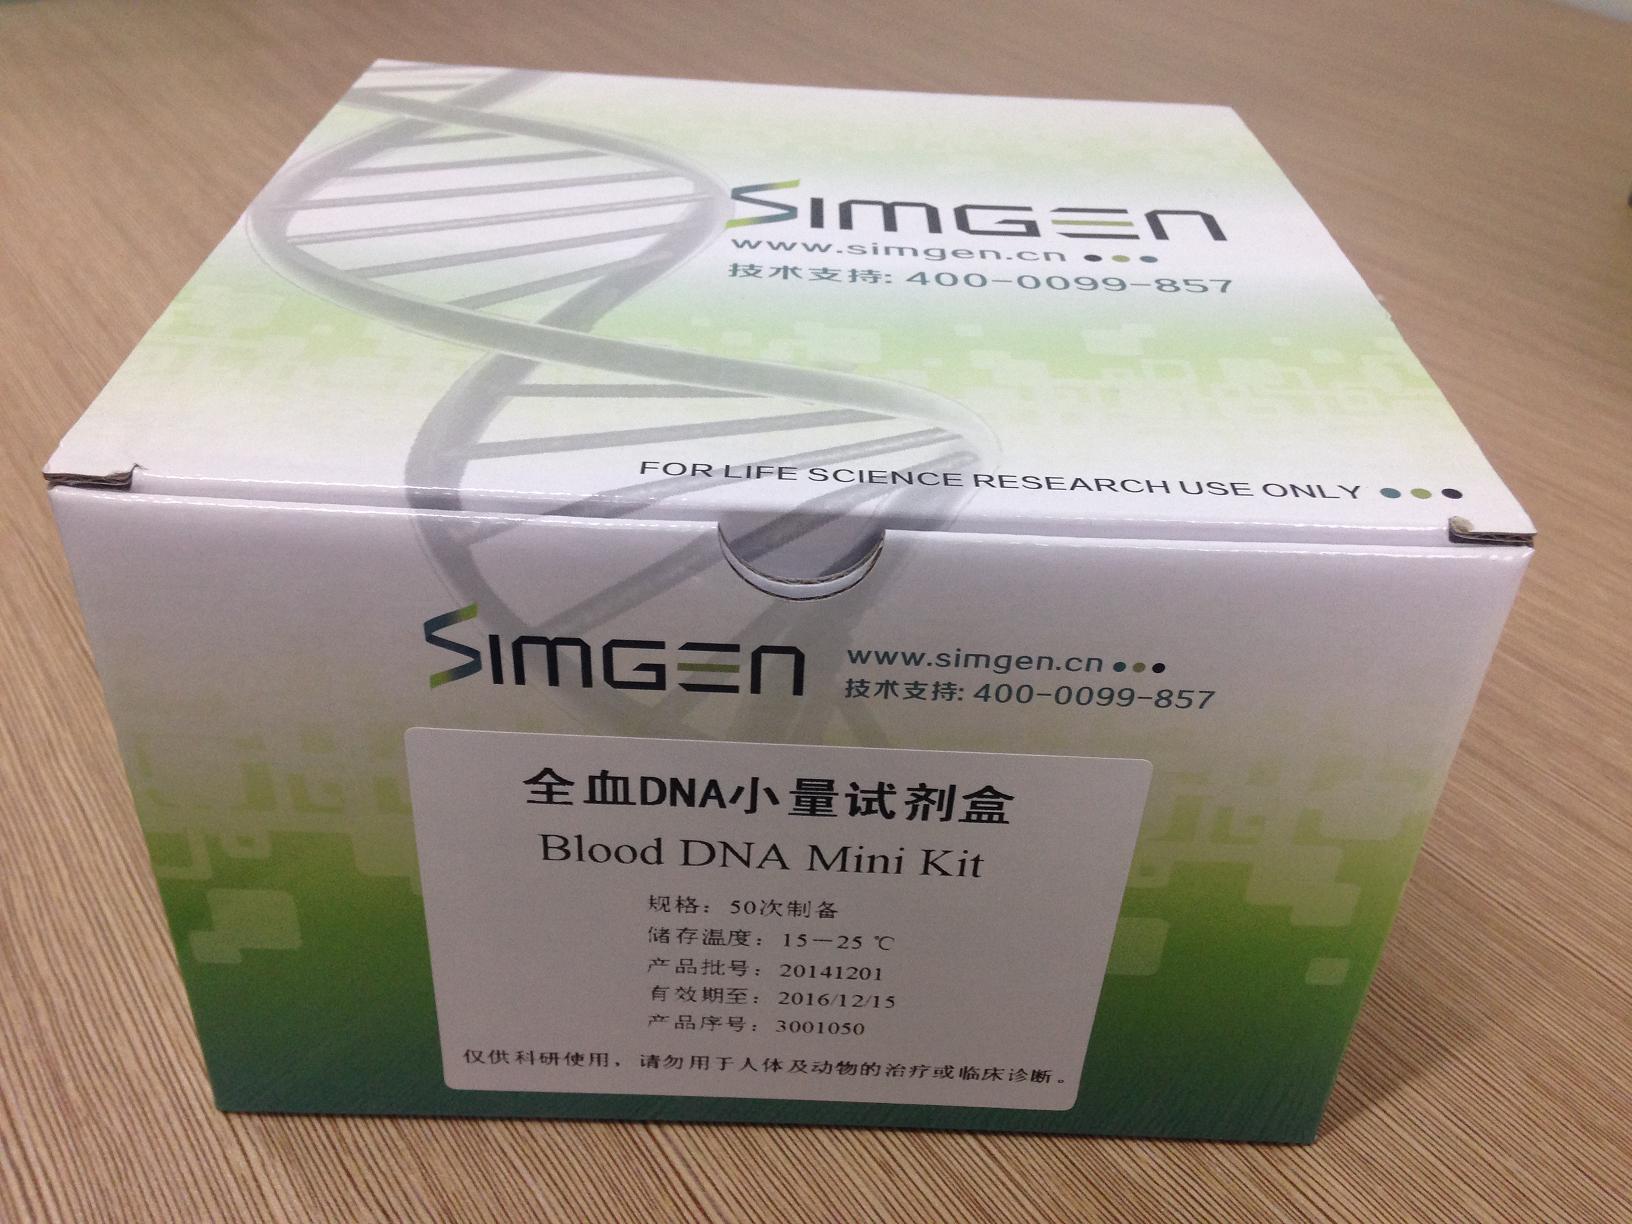 SIMGEN
www.simgen.cn
技术支持: 400-0099-857
FOR LIFE SCIENCE RESEARCH USE ONLY
SIMGEN
www.simgen.cn
技术支持: 400-0099-857
全血DNA小量试剂盒
Blood DNA Mini Kit
规格：50次制备
储存温度：15－25 ℃
产品批号：20141201
有效期至：2016/12/15
产品序号：3001050
仅供科研使用，请勿用于人体及动物的治疗或临床诊断。